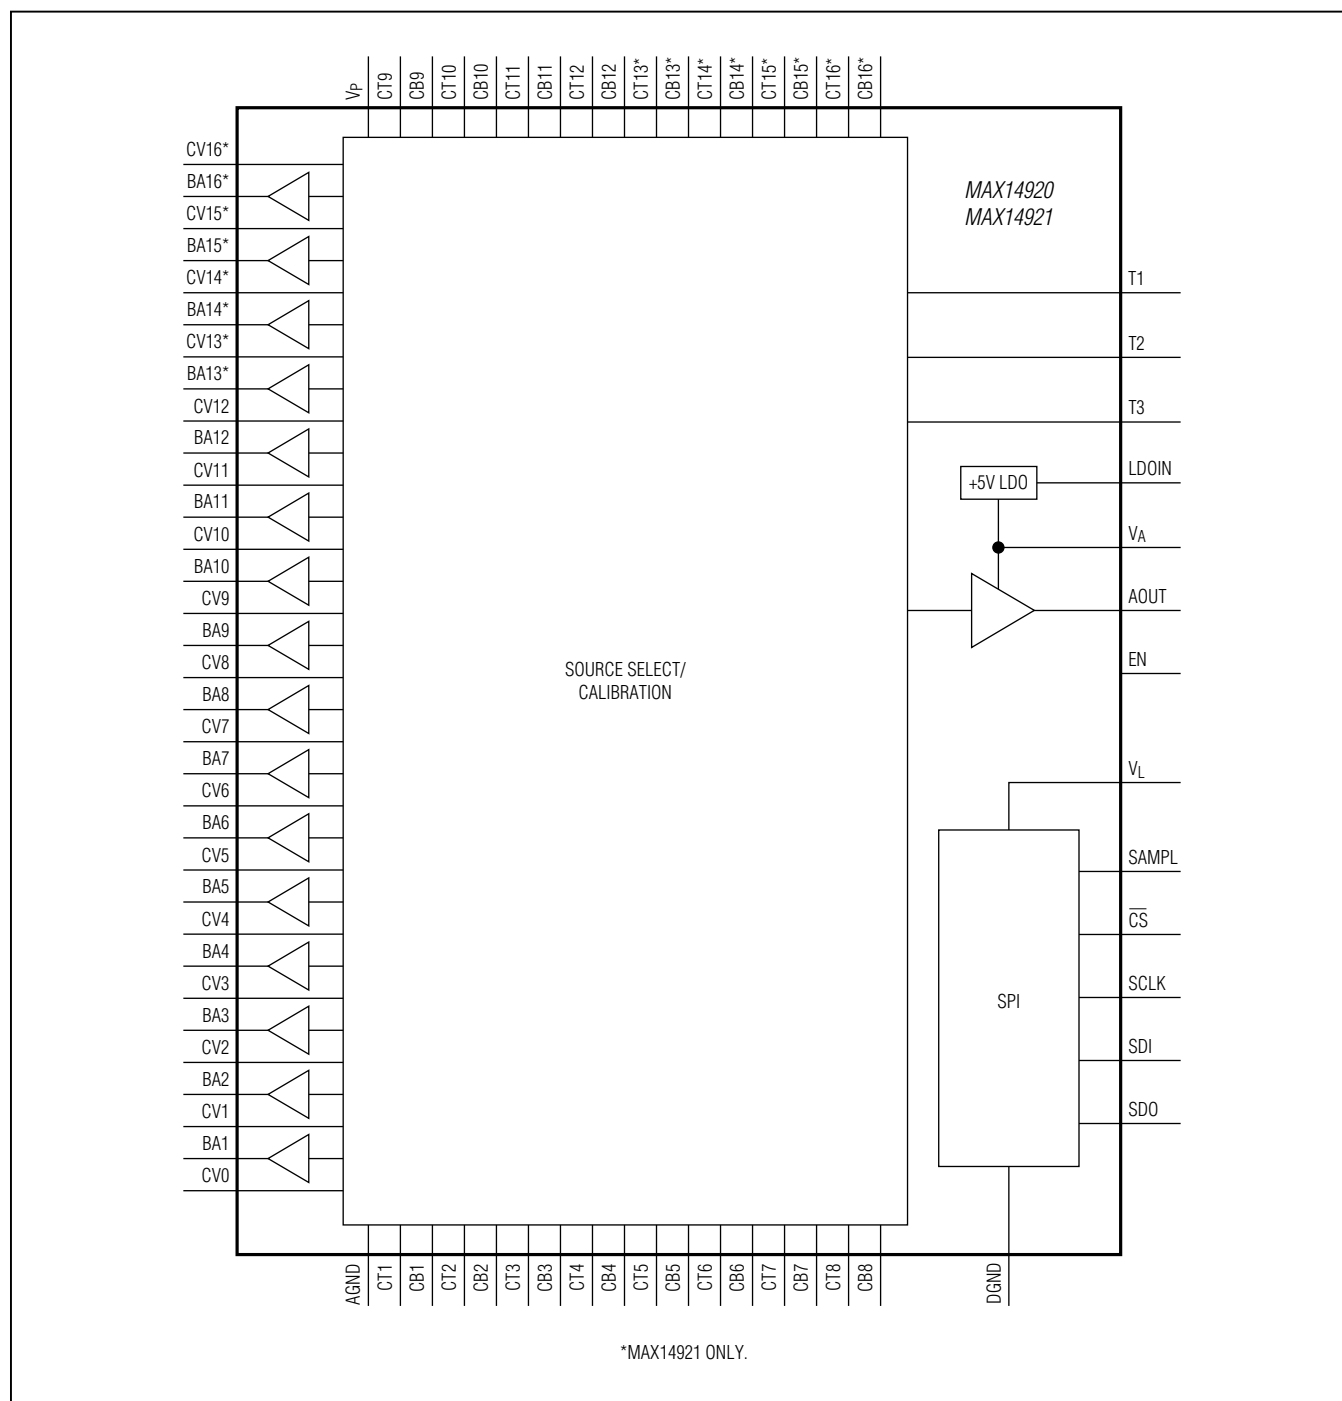 VP
CT9
CB9
CT10
CB10
CT11
CB11
CT12
CB12
CT13*
CB13*
CT14*
CB14*
CT15*
CB15*
CT16*
CB16*
CV16*
BA16*
CV15*
BA15*
CV14*
BA14*
CV13*
BA13*
CV12
BA12
CV11
BA11
CV10
BA10
CV9
BA9
CV8
BA8
CV7
BA7
CV6
BA6
CV5
BA5
CV4
BA4
CV3
BA3
CV2
BA2
CV1
BA1
CV0
SOURCE SELECT/
CALIBRATION
MAX14920
MAX14921
T1
T2
T3
+5V LDO
LDOIN
VA
AOUT
EN
VL
SPI
SAMPL
CS
SCLK
SDI
SDO
AGND
CT1
CB1
CT2
CB2
CT3
CB3
CT4
CB4
CT5
CB5
CT6
CB6
CT7
CB7
CT8
CB8
DGND
*MAX14921 ONLY.